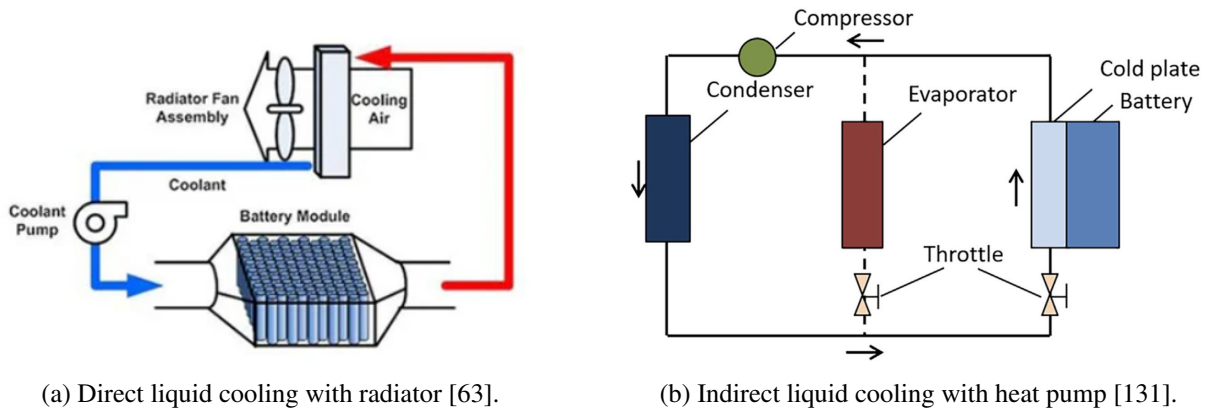 Radiator Fan
Assembly
Cooling
Air
Coolant
Coolant
Pump
Battery Module
(a) Direct liquid cooling with radiator [63].
Compressor
Condenser
Evaporator
Cold plate
Battery
Throttle
(b) Indirect liquid cooling with heat pump [131].